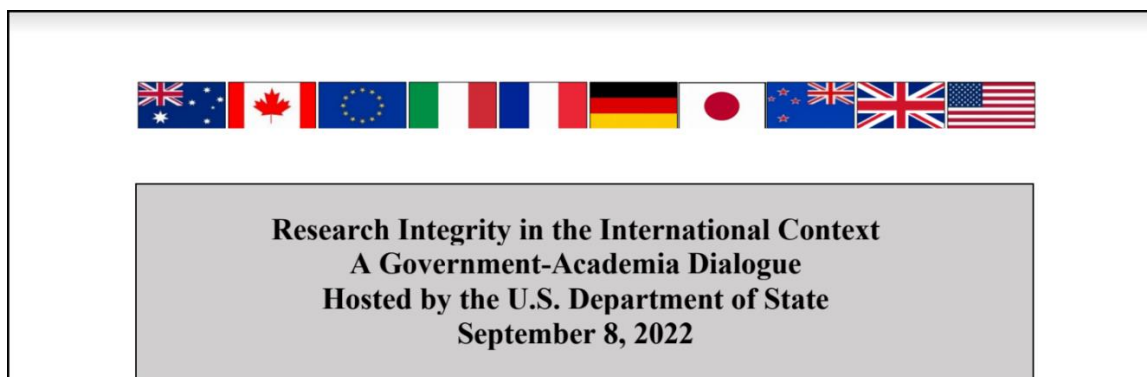 Research Integrity in the International Context
A Government-Academia Dialogue
Hosted by the U.S. Department of State
September 8, 2022